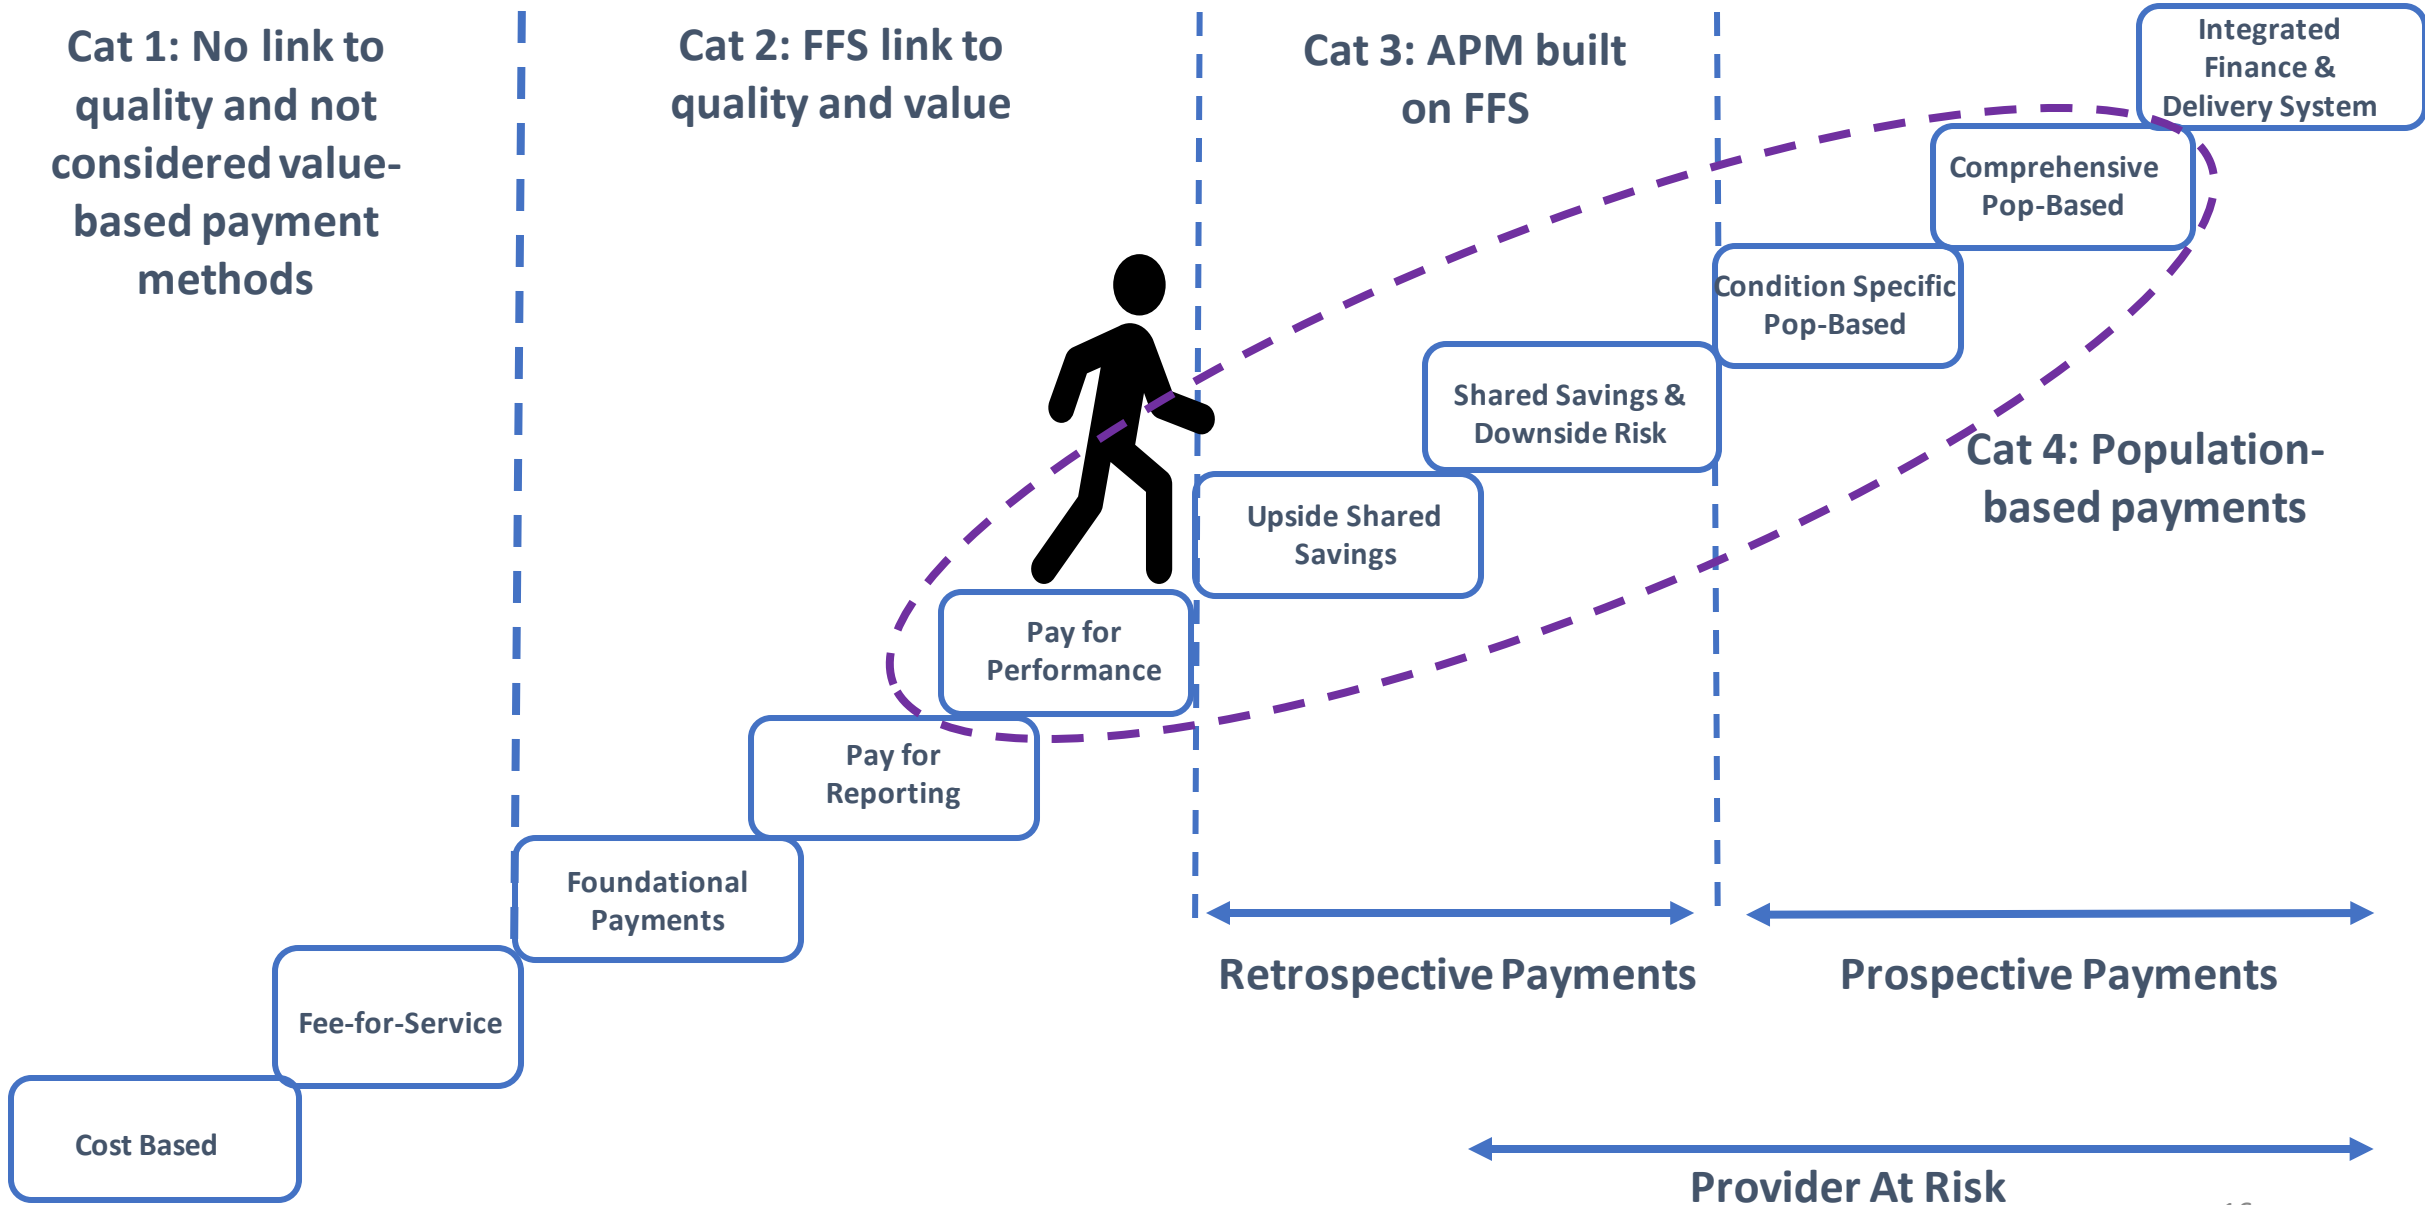 Cat 1: No link to
quality and not
considered value-
based payment
methods
Cat 2: FFS link to
quality and value
Cat 3: APM built
on FFS
Integrated
Finance &
Delivery System
Comprehensive
Pop-Based
Condition Specific
Pop-Based
Shared Savings &
Downside Risk
Cat 4: Population-
based payments
Upside Shared
Savings
Pay for
Performance
Pay for
Reporting
Foundational
Payments
Retrospective Payments
Prospective Payments
Fee-for-Service
Cost Based
Provider At Risk